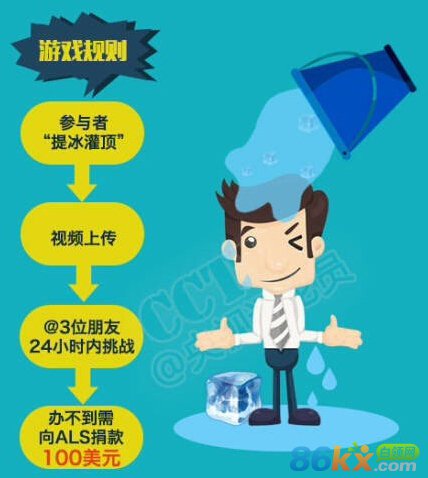 游戏规则
参与者
“提冰灌顶”
视频上传
@3位朋友
24小时内挑战
办不到需
向ALS捐款
100美元
86kx.com